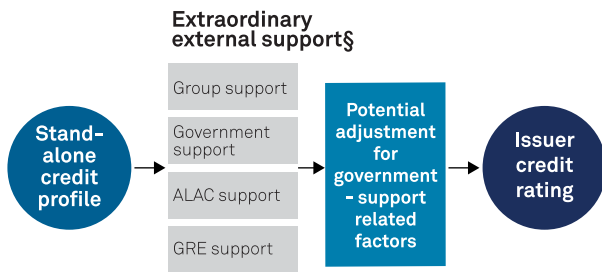 Extraordinary
external support§
Stand-
alone
credit
profile
Group support
Government
support
ALAC support
GRE support
Potential
adjustment
for
government
- support
related
factors
Issuer
credit
rating